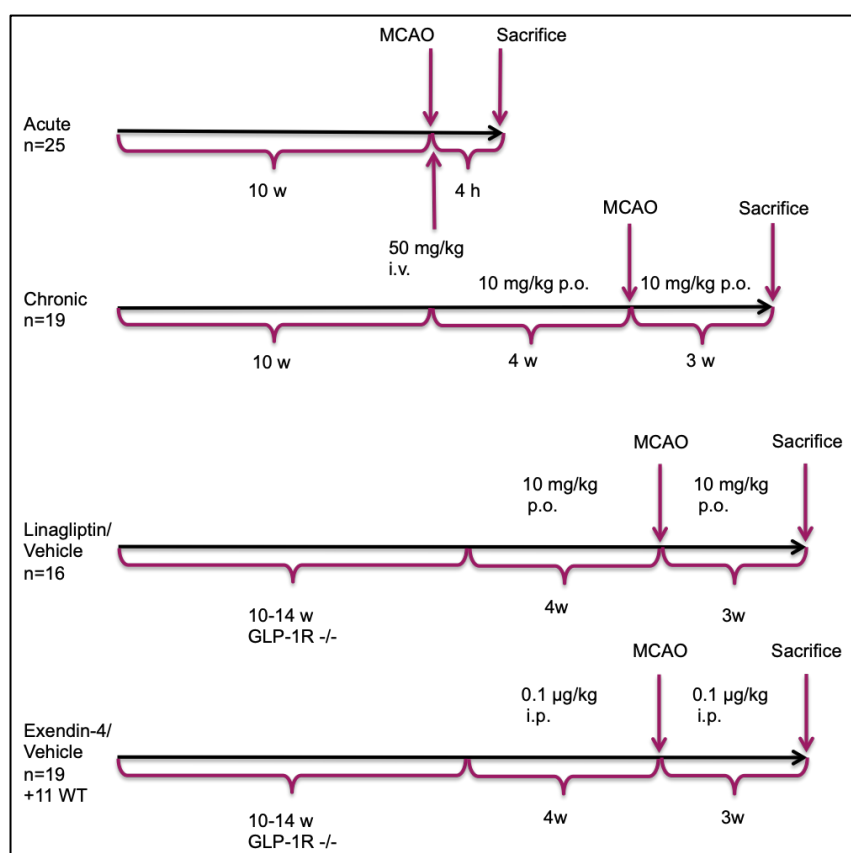 MCAO Sacrifice
Acute
n=25
10 w 4 h
50 mg/kg
i.v.
MCAO Sacrifice
Chronic
n=19
10 mg/kg p.o. 10 mg/kg p.o.
10 w 4 w 3 w
MCAO Sacrifice
10 mg/kg 10 mg/kg
p.o. p.o.
Linagliptin/
Vehicle
n=16
10-14 w 4w 3w
GLP-1R -/-
MCAO Sacrifice
0.1 µg/kg 0.1 µg/kg
i.p. i.p.
Exendin-4/
Vehicle
n=19
+11 WT
10-14 w 4w 3w
GLP-1R -/-